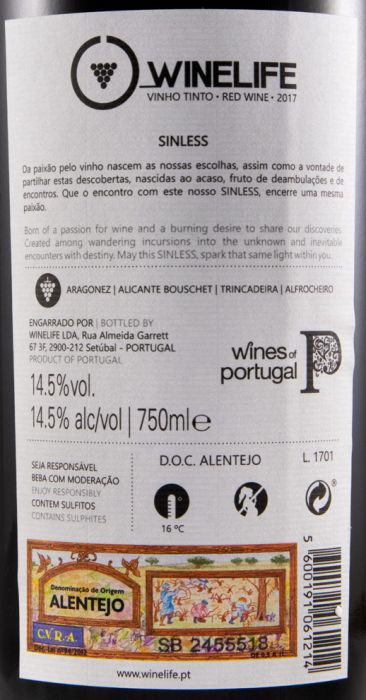 WINELIFE
VINHO TINTO • RED WINE • 2017
SINLESS
Da paixão pelo vinho nascem as nossas escolhas, assim como a vontade de
partilhar estas descobertas, nascidas ao acaso, fruto de deambulações e de
encontros. Que o encontro com este nosso SINLESS, encerre uma mesma
paixão.
Born of a passion for wine and a burning desire to share our discoveries.
Created among wandering incursions into the unknown and inevitable
encounters with destiny. May this SINLESS, spark that same light within you.
ARAGONEZ | ALICANTE BOUSCHET | TRINCADEIRA | ALFROCHEIRO
ENGARRADO POR | BOTTLED BY
WINELIFE LDA, Rua Almeida Garrett
67 3F, 2900-212 Setúbal - PORTUGAL
PRODUCT OF PORTUGAL
wines of
portugal
P
14.5%vol.
14.5% alc/vol | 750ml e
SEJA RESPONSÁVEL
BEBA COM MODERAÇÃO
ENJOY RESPONSIBLY
CONTEM SULFITOS
CONTAINS SULPHITES
D.O.C. ALENTEJO
L. 1701
16 ºC
Denominação de Origem
ALENTEJO
C.V.R.A.
SB 2455518
DE 0,5 A 1L
5600191061214
www.winelife.pt